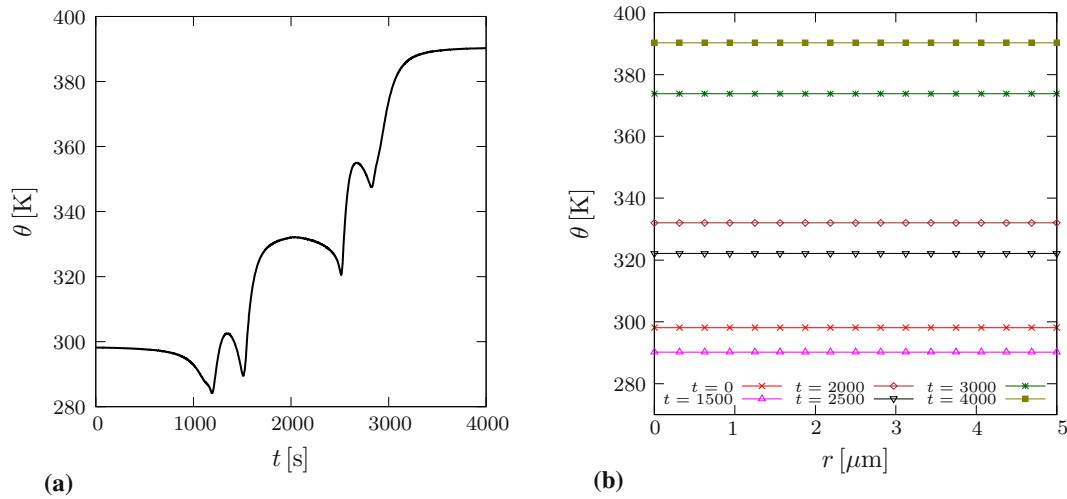 400
380
360
340
320
300
280
θ [K]
0 1000 2000 3000 4000
t [s]
(a)
400
380
360
340
320
300
280
θ [K]
t = 0 t = 2000 t = 3000
t = 1500 t = 2500 t = 4000
0 1 2 3 4 5
r [μm]
(b)